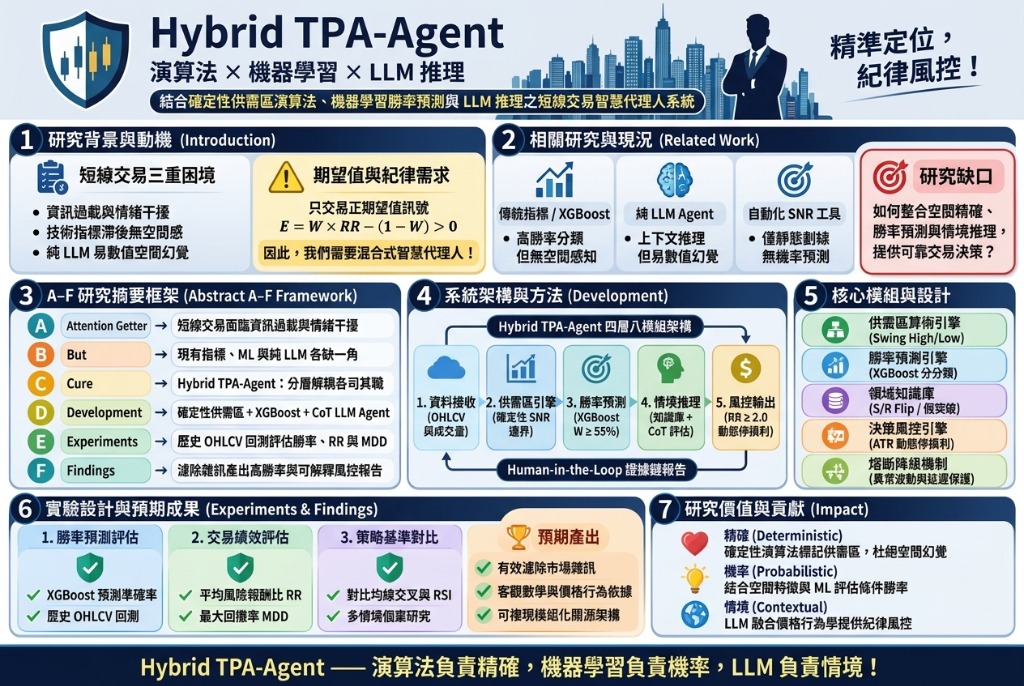 Hybrid TPA-Agent
演算法 × 機器學習 × LLM 推理
結合確定性供需區演算法、機器學習勝率預測與 LLM 推理之短線交易智慧代理人系統
精準定位，
紀律風控！
1 研究背景與動機 (Introduction)
短線交易三重困境
• 資訊過載與情緒干擾
• 技術指標滯後無空間感
• 純 LLM 易數值空間幻覺
期望值與紀律需求
只交易正期望值訊號
E = W × RR − (1 − W) > 0
因此，我們需要混合式智慧代理人！
2 相關研究與現況 (Related Work)
傳統指標 / XGBoost
• 高勝率分類
但無空間感知
純 LLM Agent
• 上下文推理
但易數值幻覺
自動化 SNR 工具
• 僅靜態劃線
無機率預測
研究缺口
如何整合空間精確、
勝率預測與情境推理，
提供可靠交易決策？
3 A–F 研究摘要框架 (Abstract A–F Framework)
A Attention Getter → 短線交易面臨資訊過載與情緒干擾
B But → 現有指標、ML 與純 LLM 各缺一角
C Cure → Hybrid TPA-Agent：分層解耦各司其職
D Development → 確定性供需區 + XGBoost + CoT LLM Agent
E Experiments → 歷史 OHLCV 回測評估勝率、RR 與 MDD
F Findings → 濾除雜訊產出高勝率與可解釋風控報告
4 系統架構與方法 (Development)
Hybrid TPA-Agent 四層八模組架構
1. 資料接收
(OHLCV
與成交量)
2. 供需區引擎
(確定性 SNR
邊界)
3. 勝率預測
(XGBoost
W ≥ 55%)
4. 情境推理
(知識庫 +
CoT 評估)
5. 風控輸出
(RR ≥ 2.0
動態停損利)
Human-in-the-Loop 證據鏈報告
5 核心模組與設計
供需區算術引擎
(Swing High/Low)
勝率預測引擎
(XGBoost 分分類)
領域知識庫
(S/R Flip / 假突破)
決策風控引擎
(ATR 動態停損利)
熔斷降級機制
(異常波動與延遲保護)
6 實驗設計與預期成果 (Experiments & Findings)
1. 勝率預測評估
XGBoost 預測準確率
歷史 OHLCV 回測
2. 交易績效評估
平均風險報酬比 RR
最大回撤率 MDD
3. 策略基準對比
對比均線交叉與 RSI
多情境個案研究
預期產出
有效濾除市場雜訊
客觀數學與價格行為依據
可複現模組化開源架構
7 研究價值與貢獻 (Impact)
精確 (Deterministic)
確定性演算法標記供需區，杜絕空間幻覺
機率 (Probabilistic)
結合空間特徵與 ML 評估條件勝率
情境 (Contextual)
LLM 融合價格行為學提供紀律風控
Hybrid TPA-Agent —— 演算法負責精確，機器學習負責機率，LLM 負責情境！